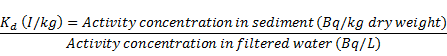 K_d (I/kg) = Activity concentration in sediment (Bq/kg dry weight)
Activity concentration in filtered water (Bq/L)